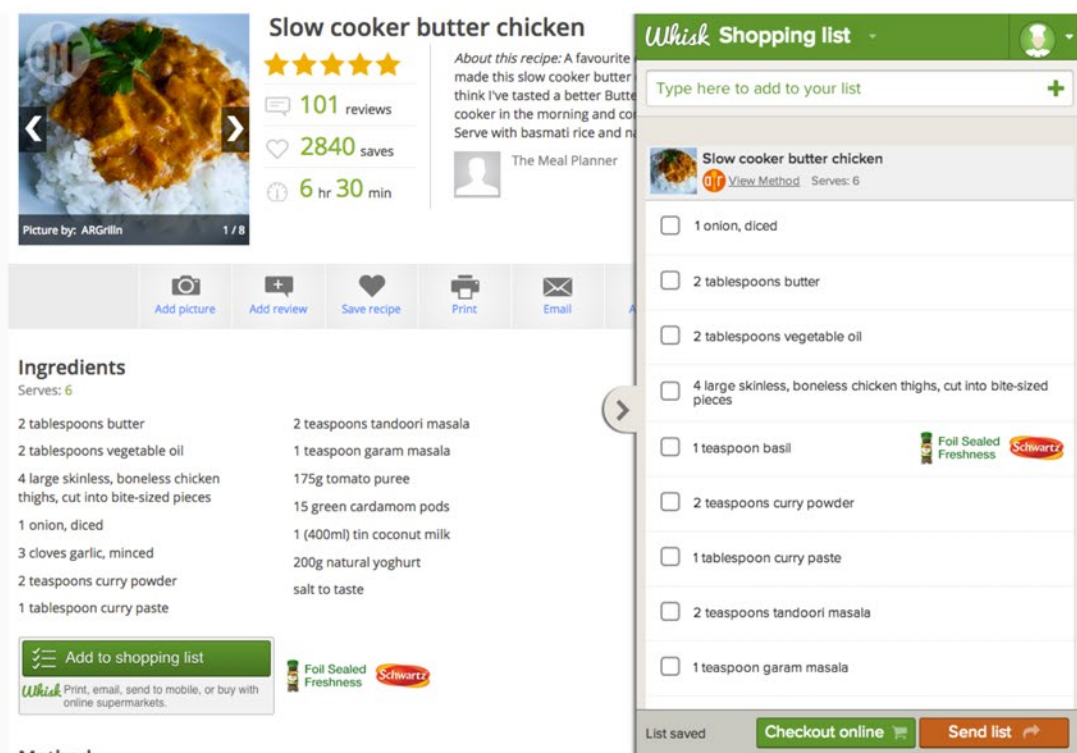 Slow cooker butter chicken
101 reviews
2840 saves
6 hr 30 min
About this recipe: A favourite
made this slow cooker butter
think I've tasted a better Butte
cooker in the morning and co
Serve with basmati rice and na
The Meal Planner
ar
Picture by: ARGrilln
1 / 8
Add picture
Add review
Save recipe
Print
Email
A
Ingredients
Serves: 6
2 tablespoons butter
2 tablespoons vegetable oil
4 large skinless, boneless chicken
thighs, cut into bite-sized pieces
1 onion, diced
3 cloves garlic, minced
2 teaspoons curry powder
1 tablespoon curry paste
2 teaspoons tandoori masala
1 teaspoon garam masala
175g tomato puree
15 green cardamom pods
1 (400ml) tin coconut milk
200g natural yoghurt
salt to taste
Add to shopping list
Whisk Print, email, send to mobile, or buy with
online supermarkets.
Foil Sealed
Freshness
Schwartz
Whisk Shopping list
Type here to add to your list
Slow cooker butter chicken
ar View Method Serves: 6
1 onion, diced
2 tablespoons butter
2 tablespoons vegetable oil
4 large skinless, boneless chicken thighs, cut into bite-sized
pieces
1 teaspoon basil
Foil Sealed
Freshness
Schwartz
2 teaspoons curry powder
1 tablespoon curry paste
2 teaspoons tandoori masala
1 teaspoon garam masala
List saved
Checkout online
Send list